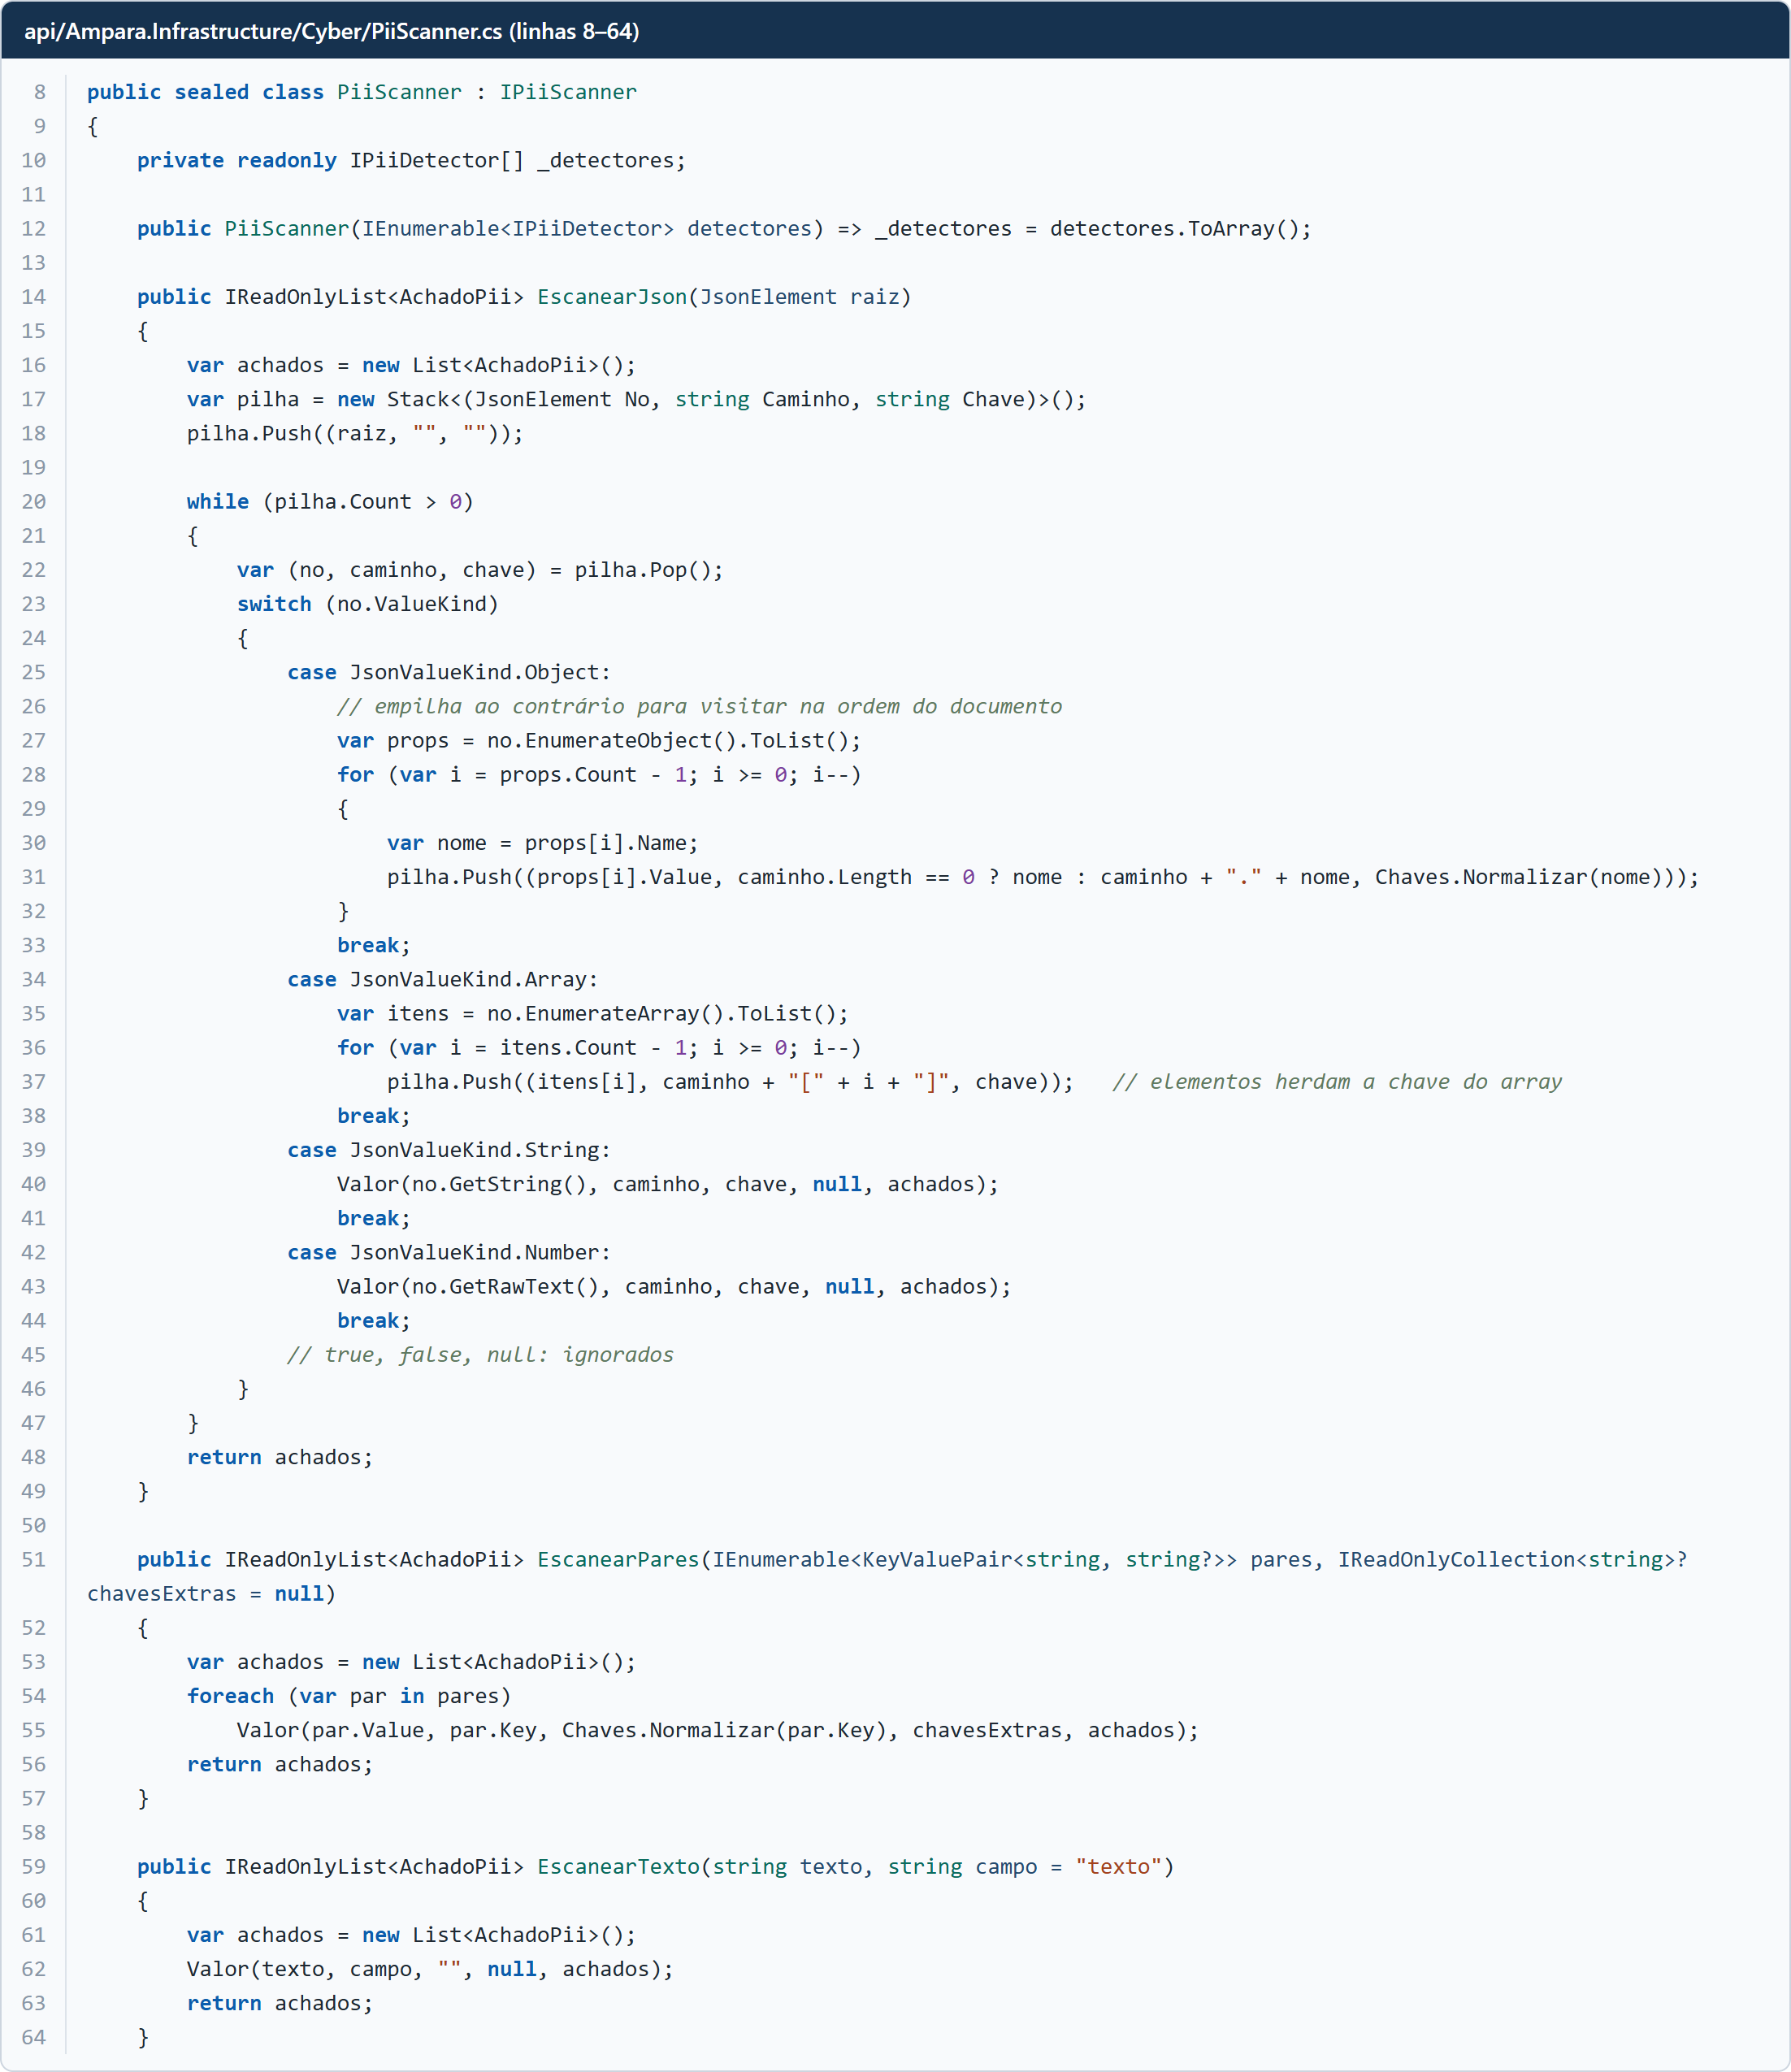 api/Ampara.Infrastructure/Cyber/PiiScanner.cs (linhas 8–64)
8 public sealed class PiiScanner : IPiiScanner
9 {
10     private readonly IPiiDetector[] _detectores;
11
12     public PiiScanner(IEnumerable<IPiiDetector> detectores) => _detectores = detectores.ToArray();
13
14     public IReadOnlyList<AchadoPii> EscanearJson(JsonElement raiz)
15     {
16         var achados = new List<AchadoPii>();
17         var pilha = new Stack<(JsonElement No, string Caminho, string Chave)>();
18         pilha.Push((raiz, "", ""));
19
20         while (pilha.Count > 0)
21         {
22             var (no, caminho, chave) = pilha.Pop();
23             switch (no.ValueKind)
24             {
25                 case JsonValueKind.Object:
26                     // empilha ao contrário para visitar na ordem do documento
27                     var props = no.EnumerateObject().ToList();
28                     for (var i = props.Count - 1; i >= 0; i--)
29                     {
30                         var nome = props[i].Name;
31                         pilha.Push((props[i].Value, caminho.Length == 0 ? nome : caminho + "." + nome, Chaves.Normalizar(nome)));
32                     }
33                     break;
34                 case JsonValueKind.Array:
35                     var itens = no.EnumerateArray().ToList();
36                     for (var i = itens.Count - 1; i >= 0; i--)
37                         pilha.Push((itens[i], caminho + "[" + i + "]", chave));   // elementos herdam a chave do array
38                     break;
39                 case JsonValueKind.String:
40                     Valor(no.GetString(), caminho, chave, null, achados);
41                     break;
42                 case JsonValueKind.Number:
43                     Valor(no.GetRawText(), caminho, chave, null, achados);
44                     break;
45                 // true, false, null: ignorados
46             }
47         }
48         return achados;
49     }
50
51     public IReadOnlyList<AchadoPii> EscanearPares(IEnumerable<KeyValuePair<string, string?>> pares, IReadOnlyCollection<string>?
chavesExtras = null)
52     {
53         var achados = new List<AchadoPii>();
54         foreach (var par in pares)
55             Valor(par.Value, par.Key, Chaves.Normalizar(par.Key), chavesExtras, achados);
56         return achados;
57     }
58
59     public IReadOnlyList<AchadoPii> EscanearTexto(string texto, string campo = "texto")
60     {
61         var achados = new List<AchadoPii>();
62         Valor(texto, campo, "", null, achados);
63         return achados;
64     }